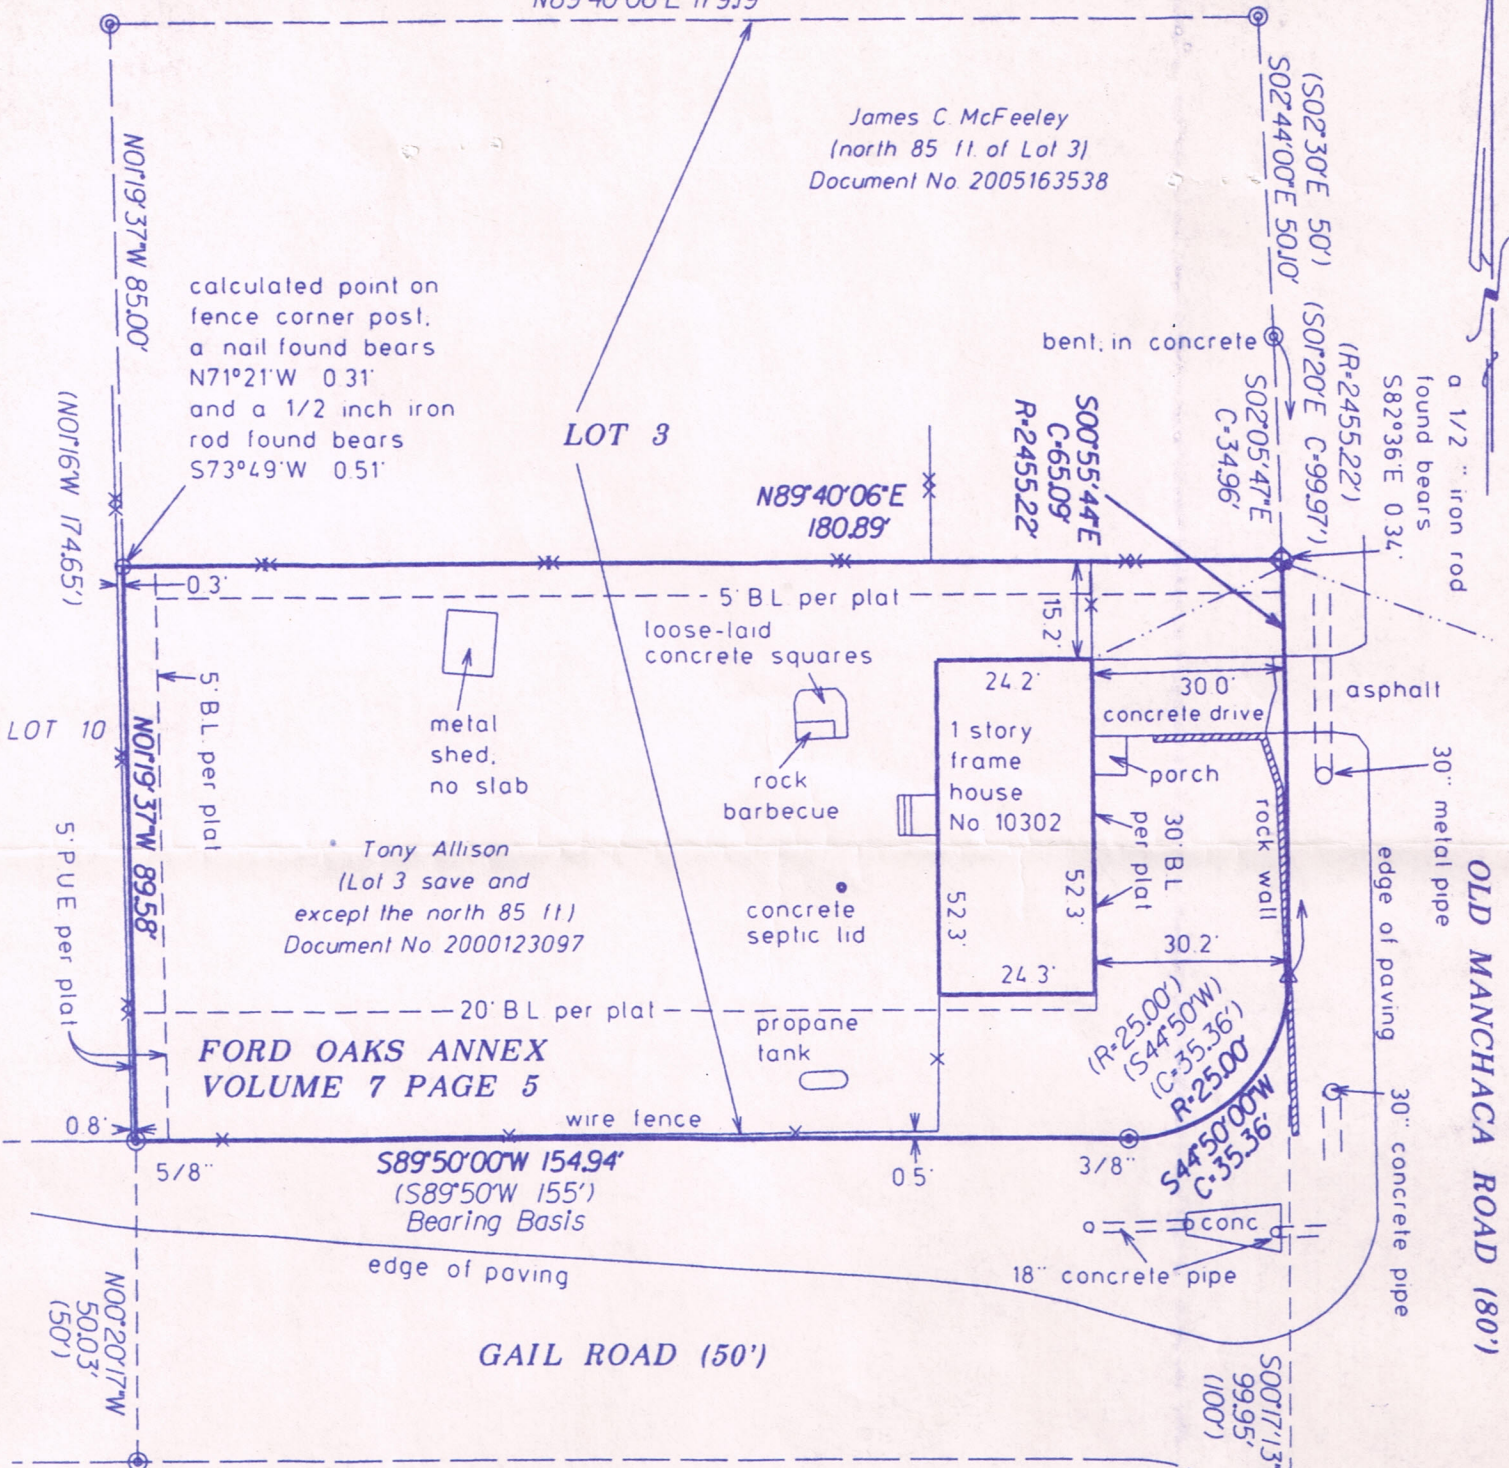 N89°40'06"E 179.19'
James C. McFeeley
(north 85 ft. of Lot 3)
Document No. 2005163538
(S02°30'E 50')
S02°44'00"E 50.10'
N01°19'37"W 85.00'
calculated point on
fence corner post,
a nail found bears
N71°21'W 0.31'
and a 1/2 inch iron
rod found bears
S73°49'W 0.51'
(N01°16'W 174.65')
LOT 3
bent, in concrete
(R=2455.22')
(S01°20'E C=99.97')
S02°05'47"E
C=34.96'
a 1/2" iron rod
found bears
S82°36'E 0.34'
S00°55'44"E
C=65.09'
R=2455.22'
N89°40'06"E
180.89'
0.3'
5' B.L. per plat
15.2'
loose-laid
concrete squares
metal
shed,
no slab
rock
barbecue
24.2'
1 story
frame
house
No. 10302
52.3'
52.3'
24.3'
30.0'
concrete drive
porch
30' B.L.
per plat
rock wall
30.2'
asphalt
30" metal pipe
edge of paving
OLD MANCHACA ROAD (80')
LOT 10
5' B.L. per plat
N01°19'37"W 89.58'
5' P.U.E. per plat
Tony Allison
(Lot 3 save and
except the north 85 ft.)
Document No. 2000123097
concrete
septic lid
20' B.L. per plat
propane
tank
FORD OAKS ANNEX
VOLUME 7 PAGE 5
(R=25.00')
(S44°50'W)
(C=35.36')
R=25.00'
S44°50'00"W
C=35.36'
0.8'
wire fence
5/8"
S89°50'00"W 154.94'
(S89°50'W 155')
Bearing Basis
0.5'
3/8"
30" concrete pipe
conc
18" concrete pipe
edge of paving
N00°20'17"W
50.03'
(50')
GAIL ROAD (50')
S00°17'13"
99.95'
(100')